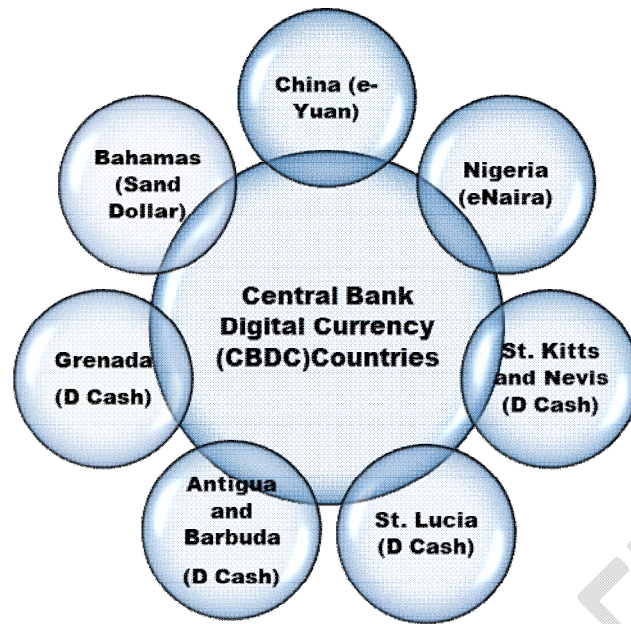 China (e-
Yuan)
Nigeria
(eNaira)
St. Kitts
and Nevis
(D Cash)
St. Lucia
(D Cash)
Antigua
and
Barbuda
(D Cash)
Grenada
(D Cash)
Bahamas
(Sand
Dollar)
Central Bank
Digital Currency
(CBDC)Countries